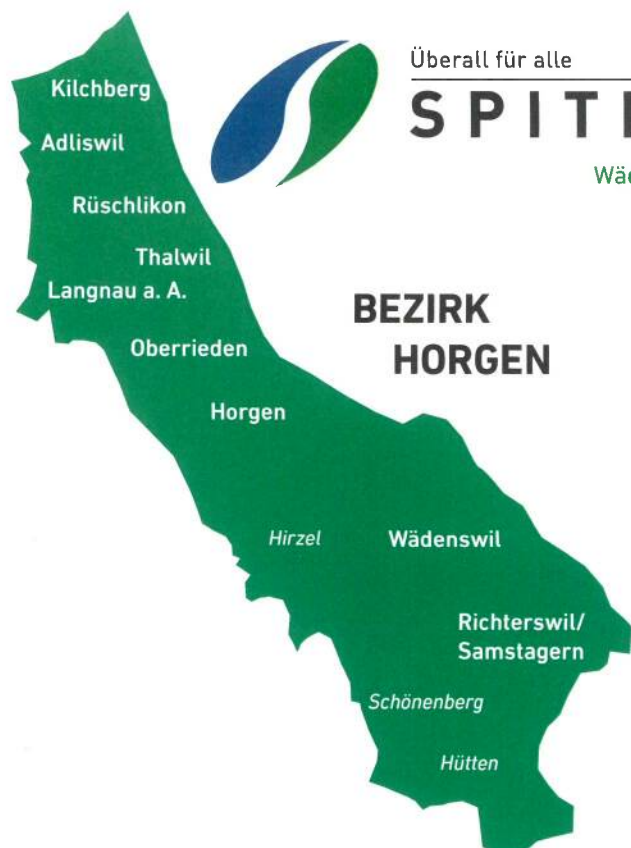 Überall für alle
SPIT
Wäd
BEZIRK
HORGEN
Kilchberg
Adliswil
Rüschlikon
Thalwil
Langnau a. A.
Oberrieden
Horgen
Hirzel
Wädenswil
Richterswil/
Samstagern
Schönenberg
Hütten